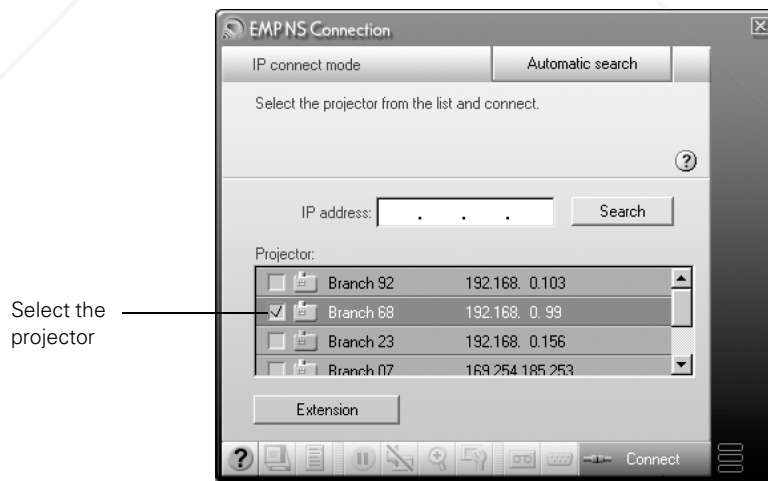 EMP NS Connection
IP connect mode
Automatic search
Select the projector from the list and connect.
?
IP address: . . .
Search
Projector:
Branch 92 192.168. 0.103
Branch 68 192.168. 0. 99
Branch 23 192.168. 0.156
Branch 07 169.254.185.253
Select the
projector
Extension
? Connect